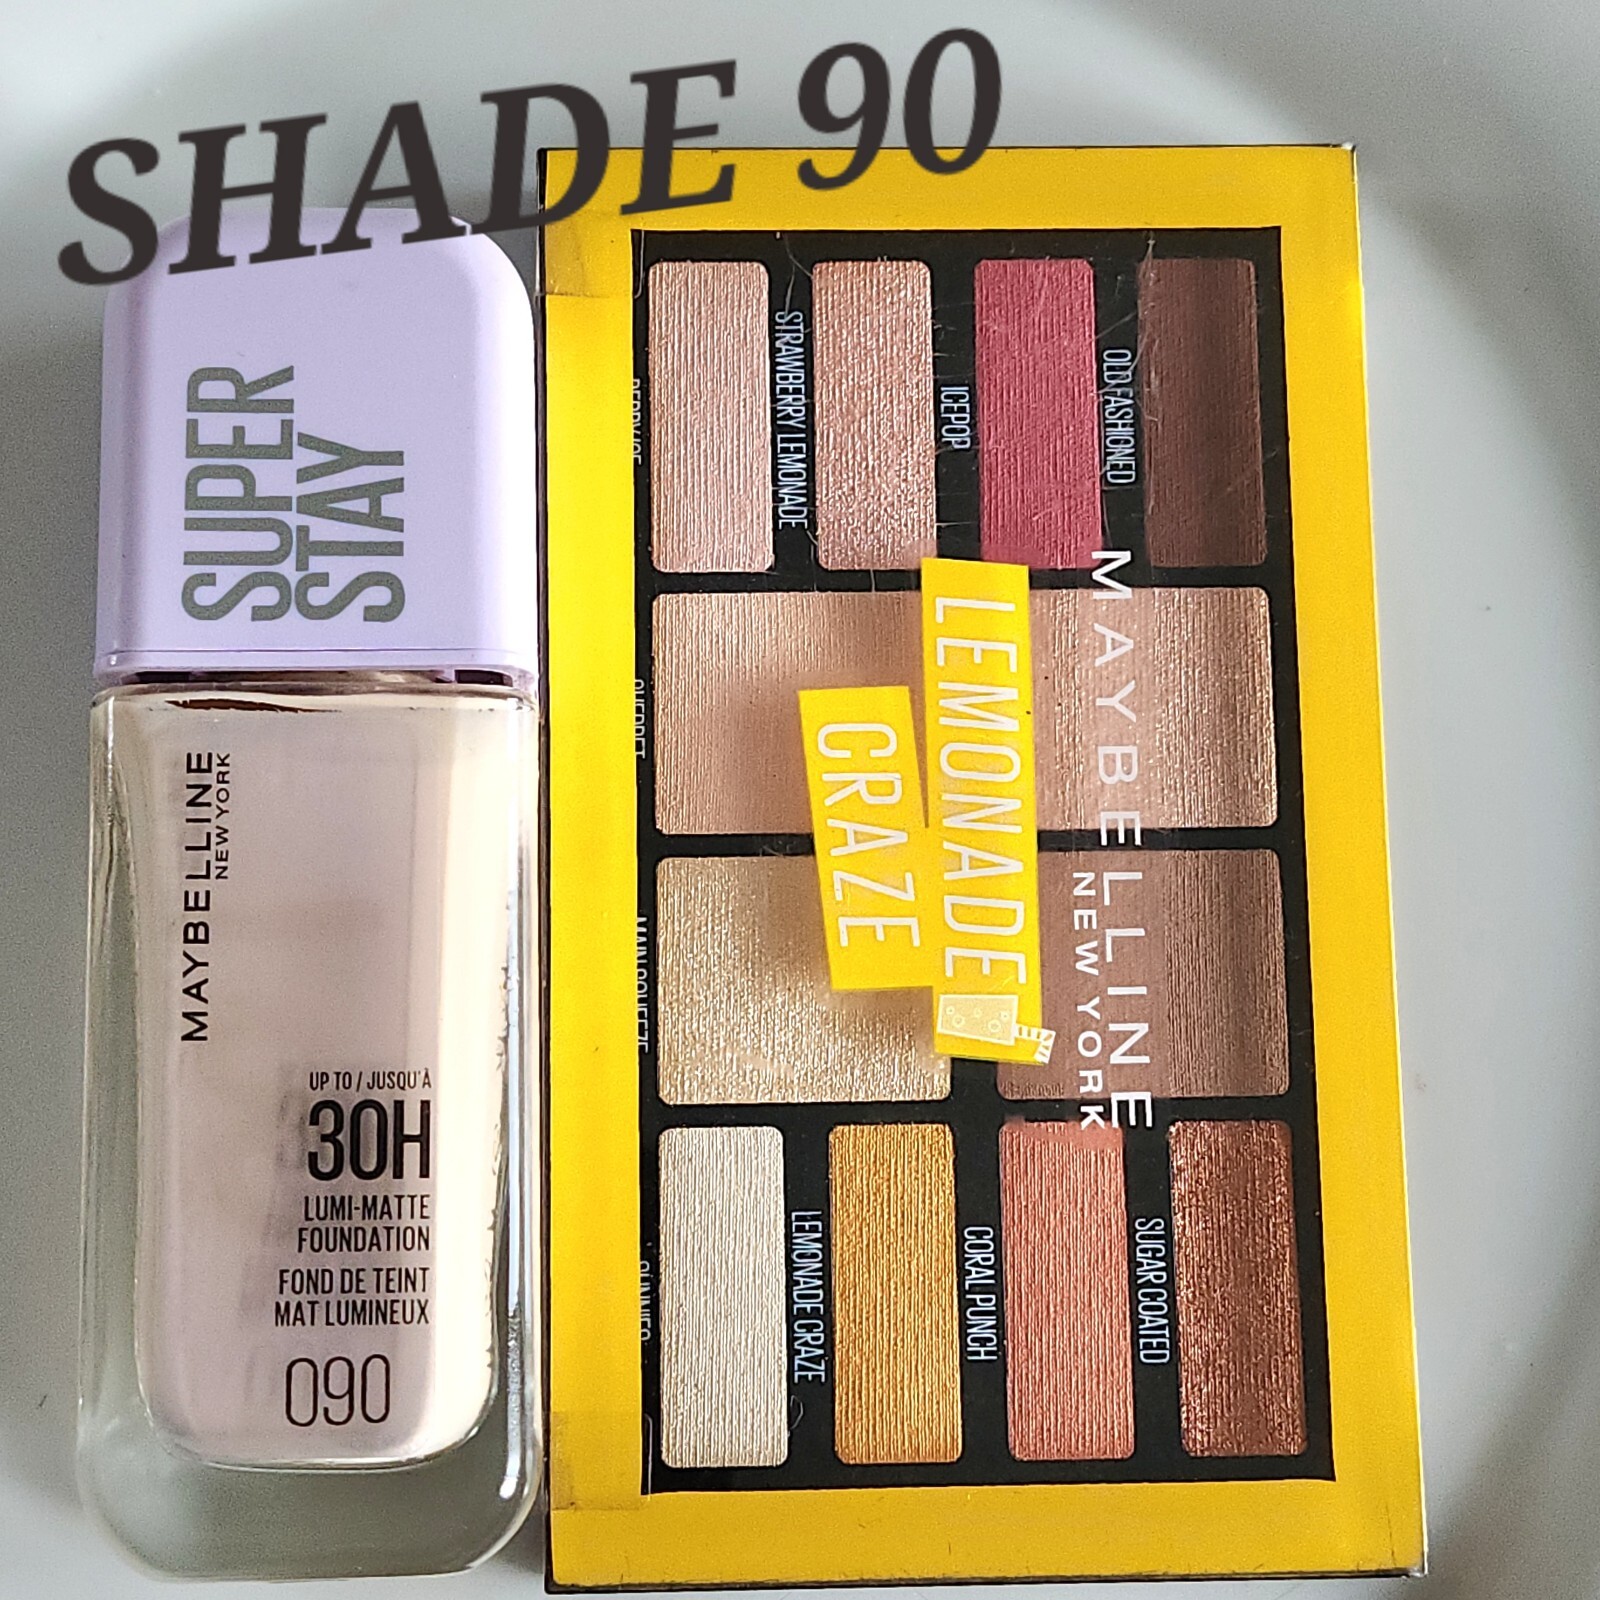 SHADE 90
SUPER
STAY
MAYBELLINE
NEW YORK
UP TO / JUSQU'À
30H
LUMI-MATTE
FOUNDATION
FOND DE TEINT
MAT LUMINEUX
090
STRAWBERRY LEMONADE
ICEPOP
OLD FASHIONED
LEMONADE
CRAZE
MAYBELLINE
NEW YORK
LEMONADE CRAZE
CORAL PUNCH
SUGAR COATED